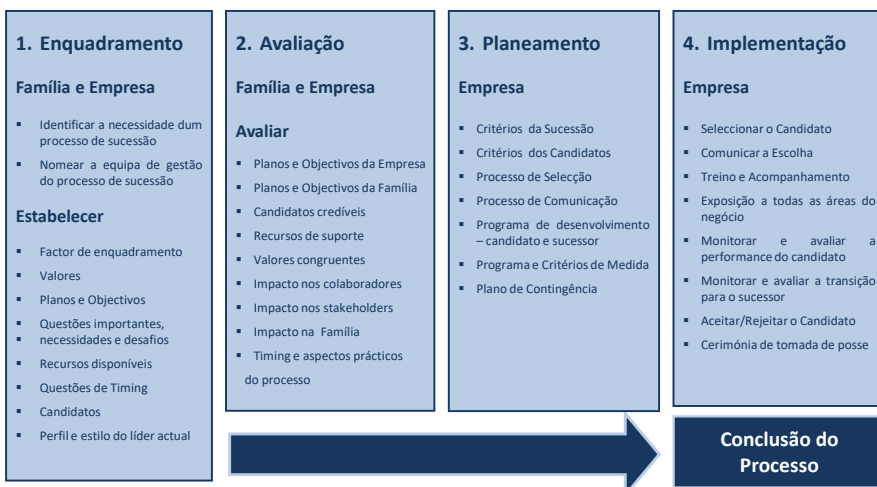 1. Enquadramento
Família e Empresa
▪ Identificar a necessidade dum
processo de sucessão
▪ Nomear a equipa de gestão
do processo de sucessão
Estabelecer
▪ Factor de enquadramento
▪ Valores
▪ Planos e Objectivos
▪ Questões importantes,
▪ necessidades e desafios
▪ Recursos disponíveis
▪ Questões de Timing
▪ Candidatos
▪ Perfil e estilo do líder actual
2. Avaliação
Família e Empresa
Avaliar
▪ Planos e Objectivos da Empresa
▪ Planos e Objectivos da Família
▪ Candidatos credíveis
▪ Recursos de suporte
▪ Valores congruentes
▪ Impacto nos colaboradores
▪ Impacto nos stakeholders
▪ Impacto na Família
▪ Timing e aspectos prácticos
do processo
3. Planeamento
Empresa
▪ Critérios da Sucessão
▪ Critérios dos Candidatos
▪ Processo de Selecção
▪ Processo de Comunicação
▪ Programa de desenvolvimento
– candidato e sucessor
▪ Programa e Critérios de Medida
▪ Plano de Contingência
4. Implementação
Empresa
▪ Seleccionar o Candidato
▪ Comunicar a Escolha
▪ Treino e Acompanhamento
▪ Exposição a todas as áreas do
negócio
▪ Monitorar e avaliar a
performance do candidato
▪ Monitorar e avaliar a transição
para o sucessor
▪ Aceitar/Rejeitar o Candidato
▪ Cerimónia de tomada de posse
Conclusão do
Processo